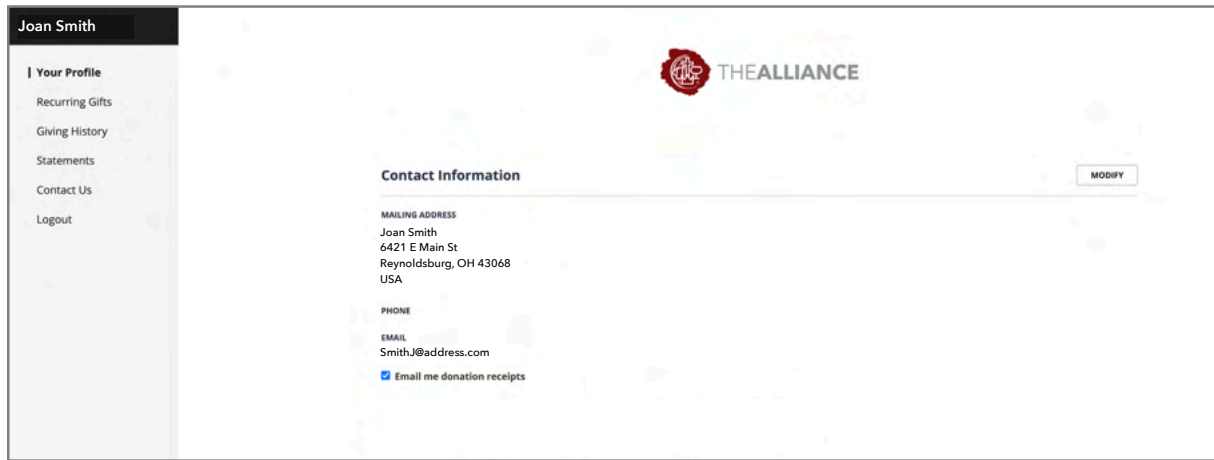 Joan Smith
Your Profile
Recurring Gifts
Giving History
Statements
Contact Us
Logout
THEALLIANCE
Contact Information
MODIFY
MAILING ADDRESS
Joan Smith
6421 E Main St
Reynoldsburg, OH 43068
USA
PHONE
EMAIL
SmithJ@address.com
Email me donation receipts